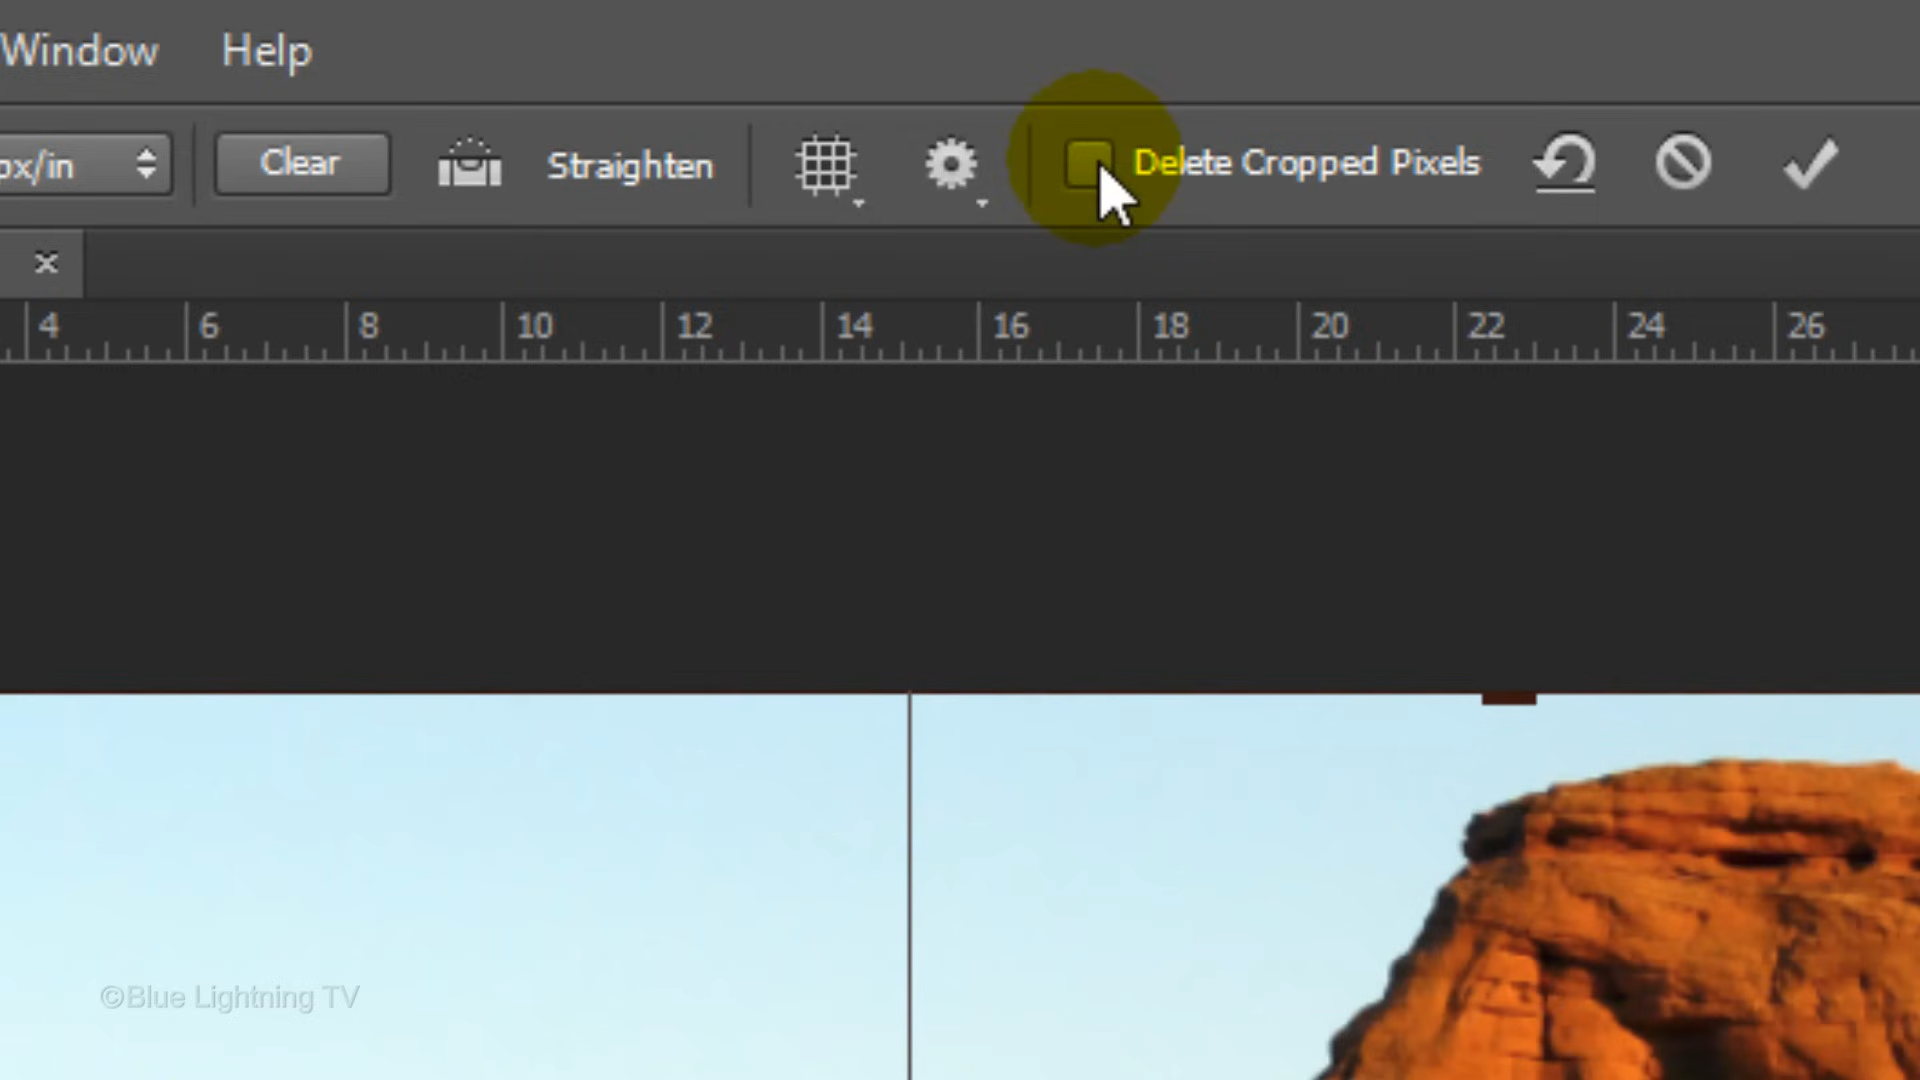 Window Help
px/in Clear Straighten Delete Cropped Pixels
4 6 8 10 12 14 16 18 20 22 24 26
©Blue Lightning TV